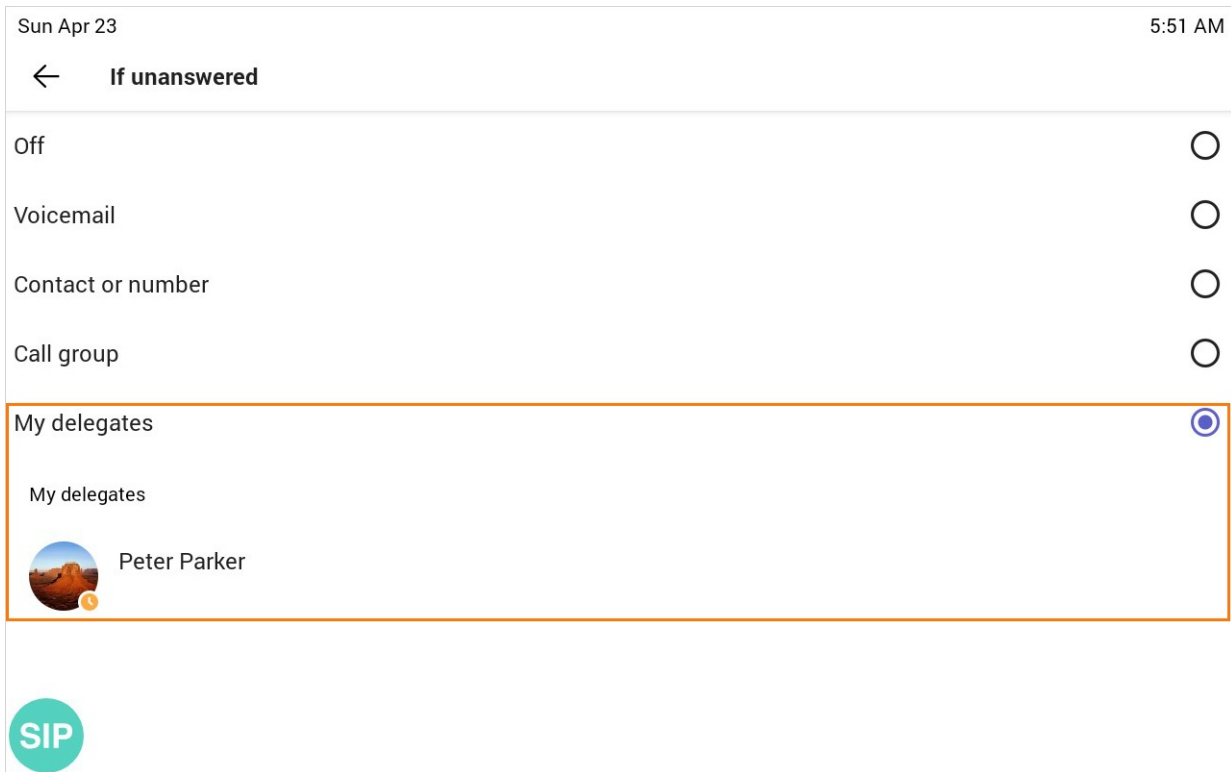 Sun Apr 23 5:51 AM
If unanswered
Off
Voicemail
Contact or number
Call group
My delegates
My delegates
Peter Parker
SIP